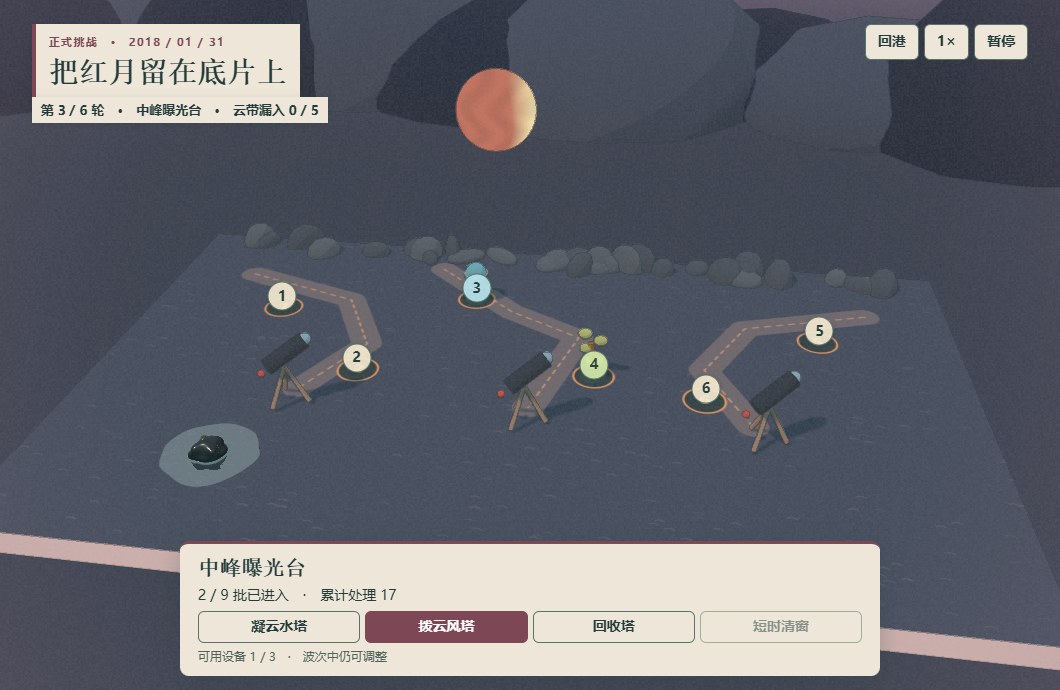 正式挑战 • 2018 / 01 / 31
把红月留在底片上
第 3 / 6 轮 • 中峰曝光台 • 云带漏入 0 / 5
回港
1×
暂停
1
2
3
4
5
6
中峰曝光台
2 / 9 批已进入 · 累计处理 17
凝云水塔
拨云风塔
回收塔
短时清窗
可用设备 1 / 3 · 波次中仍可调整